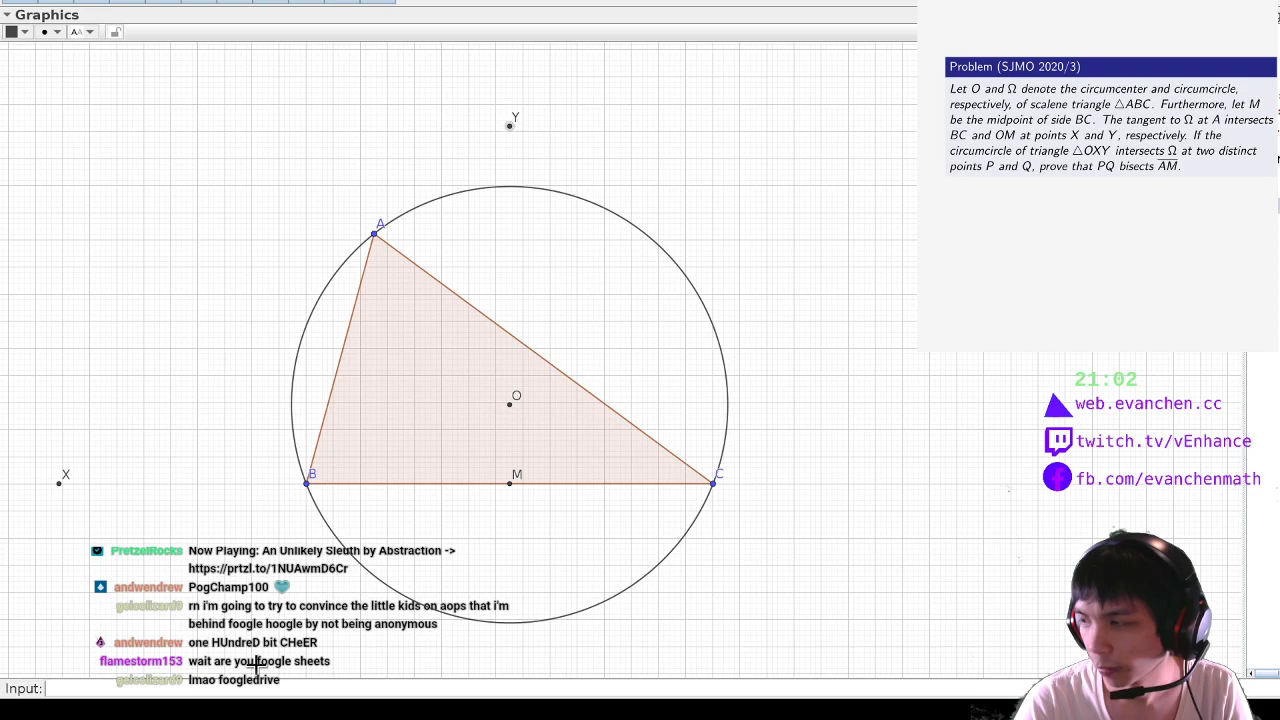 Graphics
Problem (SJMO 2020/3)
Let O and Ω denote the circumcenter and circumcircle,
respectively, of scalene triangle △ABC. Furthermore, let M
be the midpoint of side BC. The tangent to Ω at A intersects
BC and OM at points X and Y, respectively. If the
circumcircle of triangle △OXY intersects Ω at two distinct
points P and Q, prove that PQ bisects AM.
Y
A
O
X
B
M
C
21:02
web.evanchen.cc
twitch.tv/vEnhance
fb.com/evanchenmath
PretzelRocks Now Playing: An Unlikely Sleuth by Abstraction ->
https://prtzl.to/1NUAwmD6Cr
andwendrew PogChamp100
rn i'm going to try to convince the little kids on aops that i'm
behind foogle hoogle by not being anonymous
andwendrew one HUndreD bit CHeER
flamestorm153 wait are you foogle sheets
lmao foogledrive
Input: